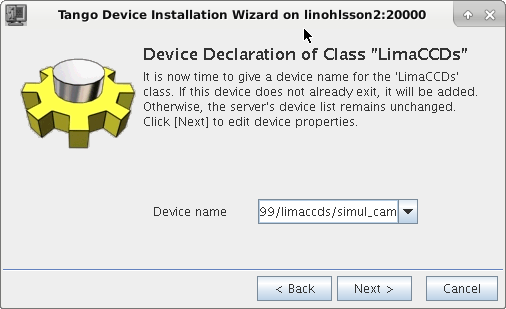 Tango Device Installation Wizard on linohlsson2:20000
Device Declaration of Class "LimaCCDs"
It is now time to give a device name for the 'LimaCCDs'
class. If this device does not already exit, it will be added.
Otherwise, the server's device list remains unchanged.
Click [Next] to edit device properties.
Device name 99/limaccds/simul_cam
< Back Next > Cancel